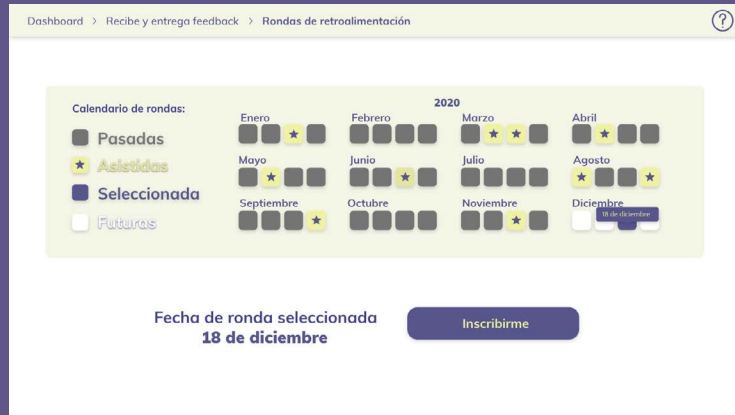 Dashboard > Recibe y entrega feedback > Rondas de retroalimentación
?
Calendario de rondas:
Pasadas
Asistidas
Seleccionada
Futuras
2020
Enero Febrero Marzo Abril
Mayo Junio Julio Agosto
Septiembre Octubre Noviembre Diciembre
18 de diciembre
Fecha de ronda seleccionada
18 de diciembre
Inscribirme